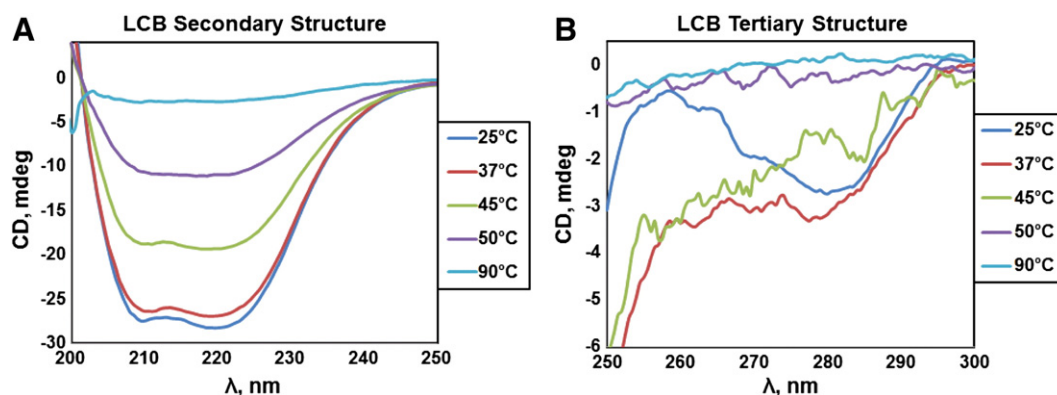 A
LCB Secondary Structure
0
-5
-10
-15
-20
-25
-30
CD, mdeg
200 210 220 230 240 250
λ, nm
25°C
37°C
45°C
50°C
90°C
B
LCB Tertiary Structure
0
-1
-2
-3
-4
-5
-6
CD, mdeg
250 260 270 280 290 300
λ, nm
25°C
37°C
45°C
50°C
90°C